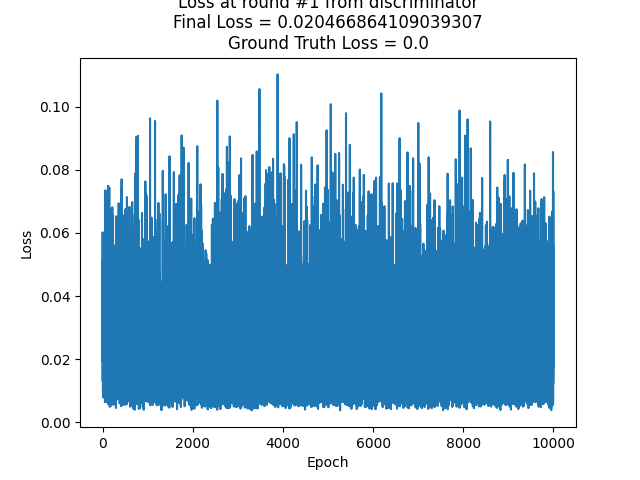 Loss at round #1 from discriminator
Final Loss = 0.020466864109039307
Ground Truth Loss = 0.0
0.10
0.08
0.06
0.04
0.02
0.00
Loss
0 2000 4000 6000 8000 10000
Epoch